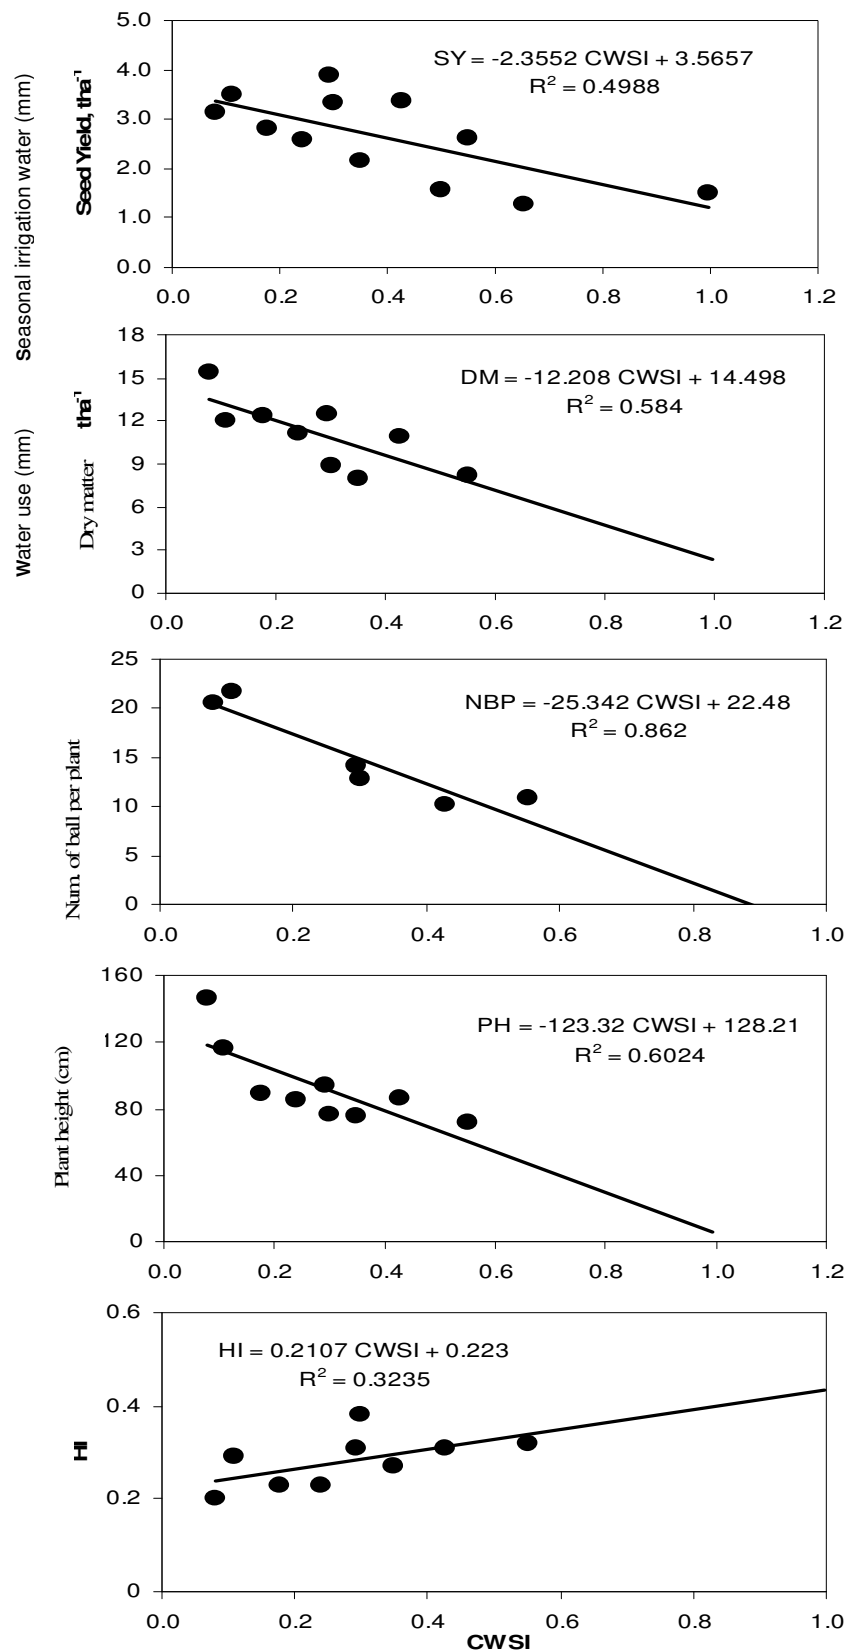 Seasonal irrigation water (mm)
Water use (mm)
Seed Yield, tha⁻¹
5.0
4.0
3.0
2.0
1.0
0.0
SY = -2.3552 CWSI + 3.5657
R² = 0.4988
0.0 0.2 0.4 0.6 0.8 1.0 1.2
Dry matter tha⁻¹
18
15
12
9
6
3
0
DM = -12.208 CWSI + 14.498
R² = 0.584
0.0 0.2 0.4 0.6 0.8 1.0 1.2
Num. of ball per plant
25
20
15
10
5
0
NBP = -25.342 CWSI + 22.48
R² = 0.862
0.0 0.2 0.4 0.6 0.8 1.0
Plant height (cm)
160
120
80
40
0
PH = -123.32 CWSI + 128.21
R² = 0.6024
0.0 0.2 0.4 0.6 0.8 1.0 1.2
HI
0.6
0.4
0.2
0
HI = 0.2107 CWSI + 0.223
R² = 0.3235
0.0 0.2 0.4 0.6 0.8 1.0
CWSI